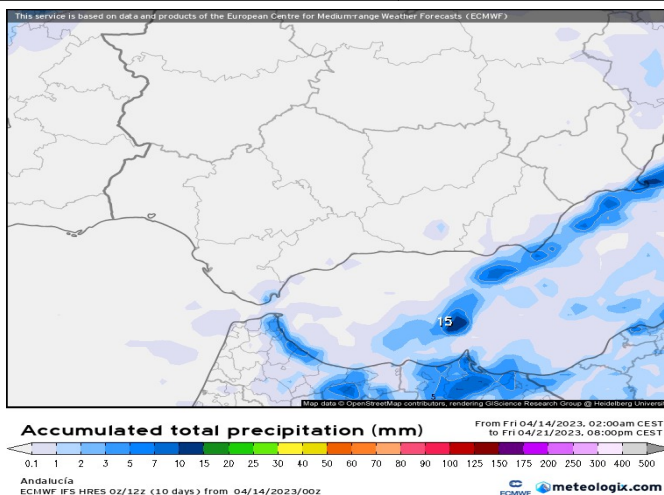 This service is based on data and products of the European Centre for Medium-range Weather Forecasts (ECMWF)
15
Map data © OpenStreetMap contributors, rendering GIScience Research Group @ Heidelberg Universit
Accumulated total precipitation (mm)
From Fri 04/14/2023, 02:00am CEST
to Fri 04/21/2023, 08:00pm CEST
0.1 1 2 3 5 7 10 15 20 25 30 40 50 60 70 80 90 100 125 150 175 200 250 300 400 500
Andalucía
ECMWF IFS HRES 0z/12z (10 days) from 04/14/2023/00z
ECMWF
meteologix.com